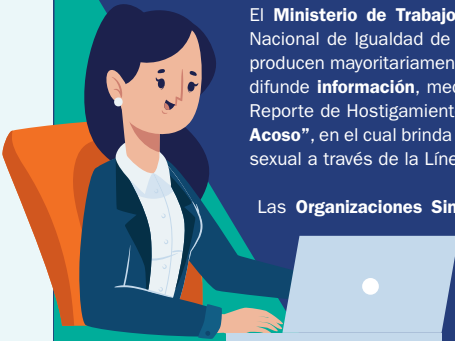 El Ministerio de Trabajo
Nacional de Igualdad de
producen mayoritariamen
difunde información, med
Reporte de Hostigamient
Acoso”, en el cual brinda
sexual a través de la Líne
Las Organizaciones Sin